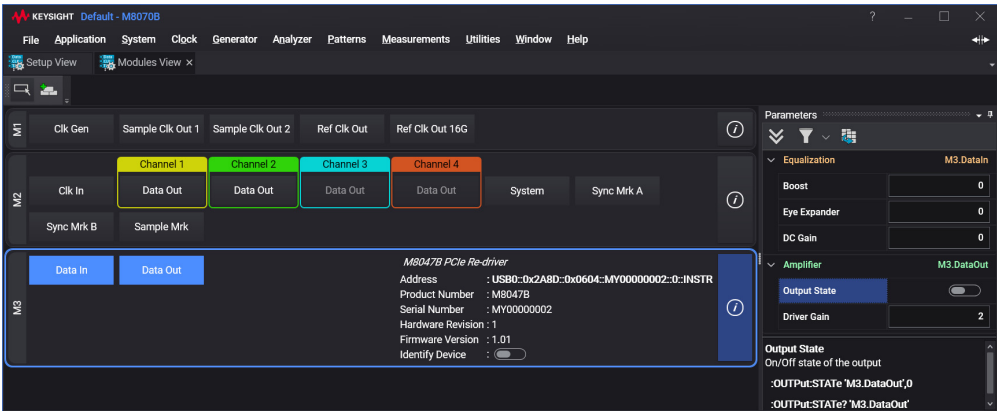 KEYSIGHT Default - M8070B
File Application System Clock Generator Analyzer Patterns Measurements Utilities Window Help
Setup View Modules View
M1
Clk Gen Sample Clk Out 1 Sample Clk Out 2 Ref Clk Out Ref Clk Out 16G
M2
Channel 1 Channel 2 Channel 3 Channel 4
Clk In Data Out Data Out Data Out Data Out System Sync Mrk A
Sync Mrk B Sample Mrk
M3
Data In Data Out
M8047B PCIe Re-driver
Address : USB0::0x2A8D::0x0604::MY00000002::0::INSTR
Product Number : M8047B
Serial Number : MY00000002
Hardware Revision : 1
Firmware Version : 1.01
Identify Device :
Parameters
Equalization M3.DataIn
Boost 0
Eye Expander 0
DC Gain 0
Amplifier M3.DataOut
Output State
Driver Gain 2
Output State
On/Off state of the output
:OUTPut:STATe 'M3.DataOut',0
:OUTPut:STATe? 'M3.DataOut'